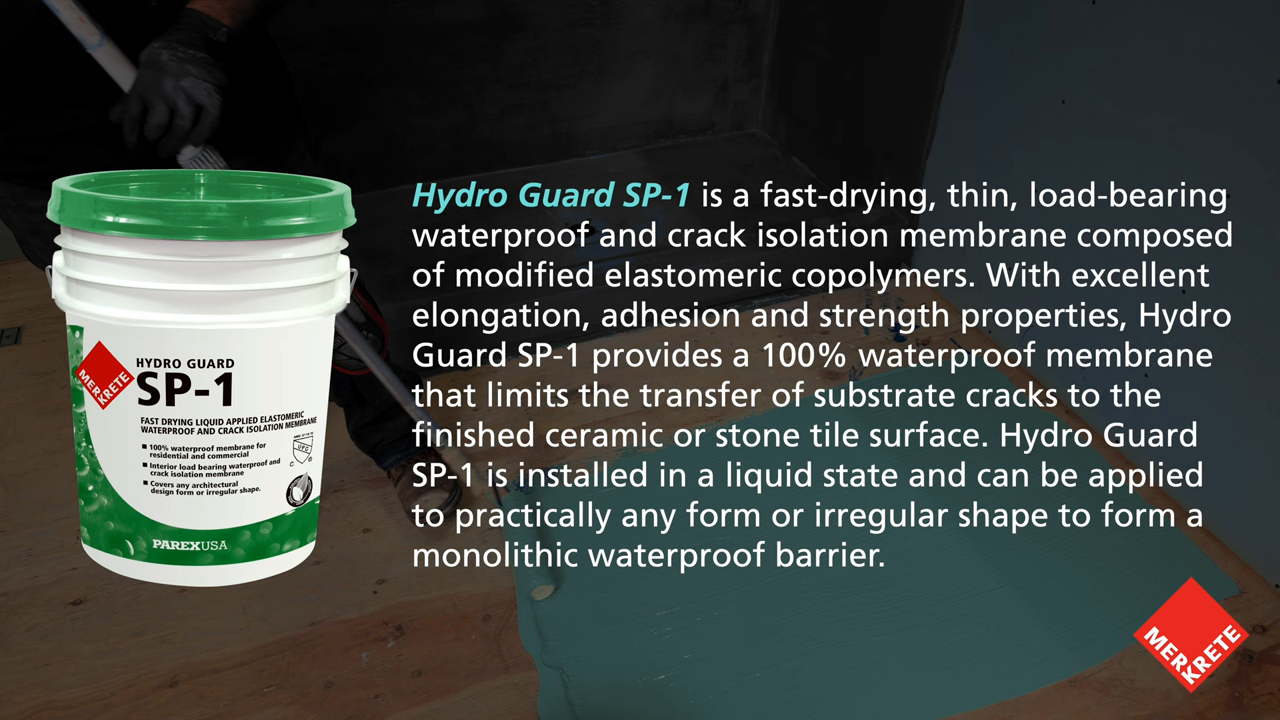 Hydro Guard SP-1 is a fast-drying, thin, load-bearing
waterproof and crack isolation membrane composed
of modified elastomeric copolymers. With excellent
elongation, adhesion and strength properties, Hydro
Guard SP-1 provides a 100% waterproof membrane
that limits the transfer of substrate cracks to the
finished ceramic or stone tile surface. Hydro Guard
SP-1 is installed in a liquid state and can be applied
to practically any form or irregular shape to form a
monolithic waterproof barrier.
MERKRETE
HYDRO GUARD
SP-1
FAST DRYING LIQUID APPLIED ELASTOMERIC
WATERPROOF AND CRACK ISOLATION MEMBRANE
■ 100% waterproof membrane for
residential and commercial
■ Interior load bearing waterproof and
crack isolation membrane
■ Covers any architectural
design form or irregular shape.
UPC
C
PAREXUSA
MERKRETE